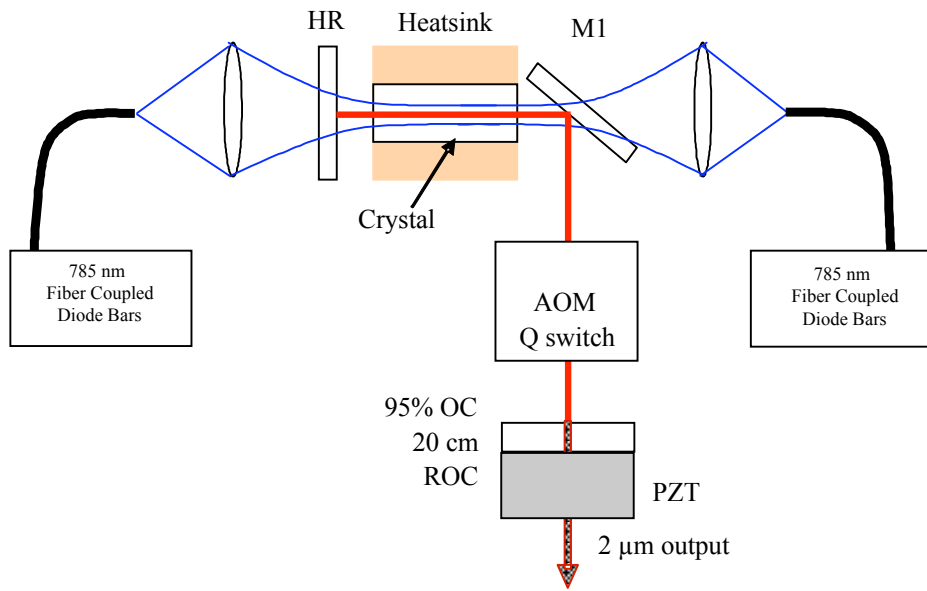 HR
Heatsink
M1
Crystal
785 nm
Fiber Coupled
Diode Bars
785 nm
Fiber Coupled
Diode Bars
AOM
Q switch
95% OC
20 cm
ROC
PZT
2 µm output